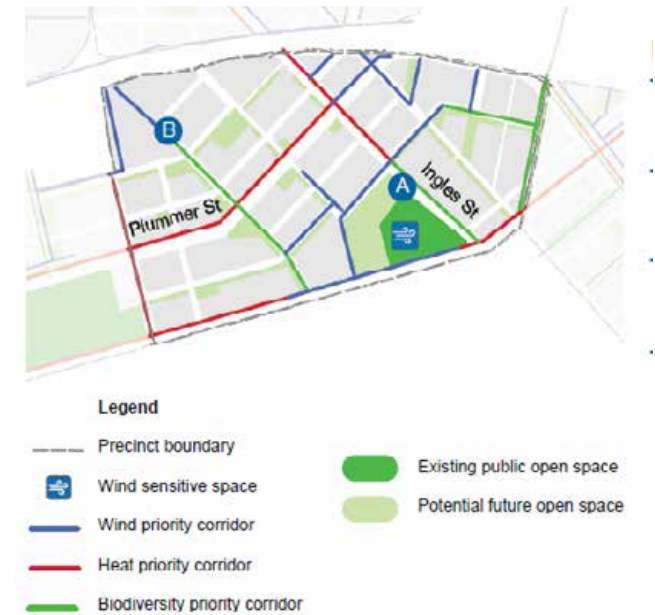 B
A
Ingles St
Plummer St
Legend
Precinct boundary
Wind sensitive space
Wind priority corridor
Heat priority corridor
Biodiversity priority corridor
Existing public open space
Potential future open space